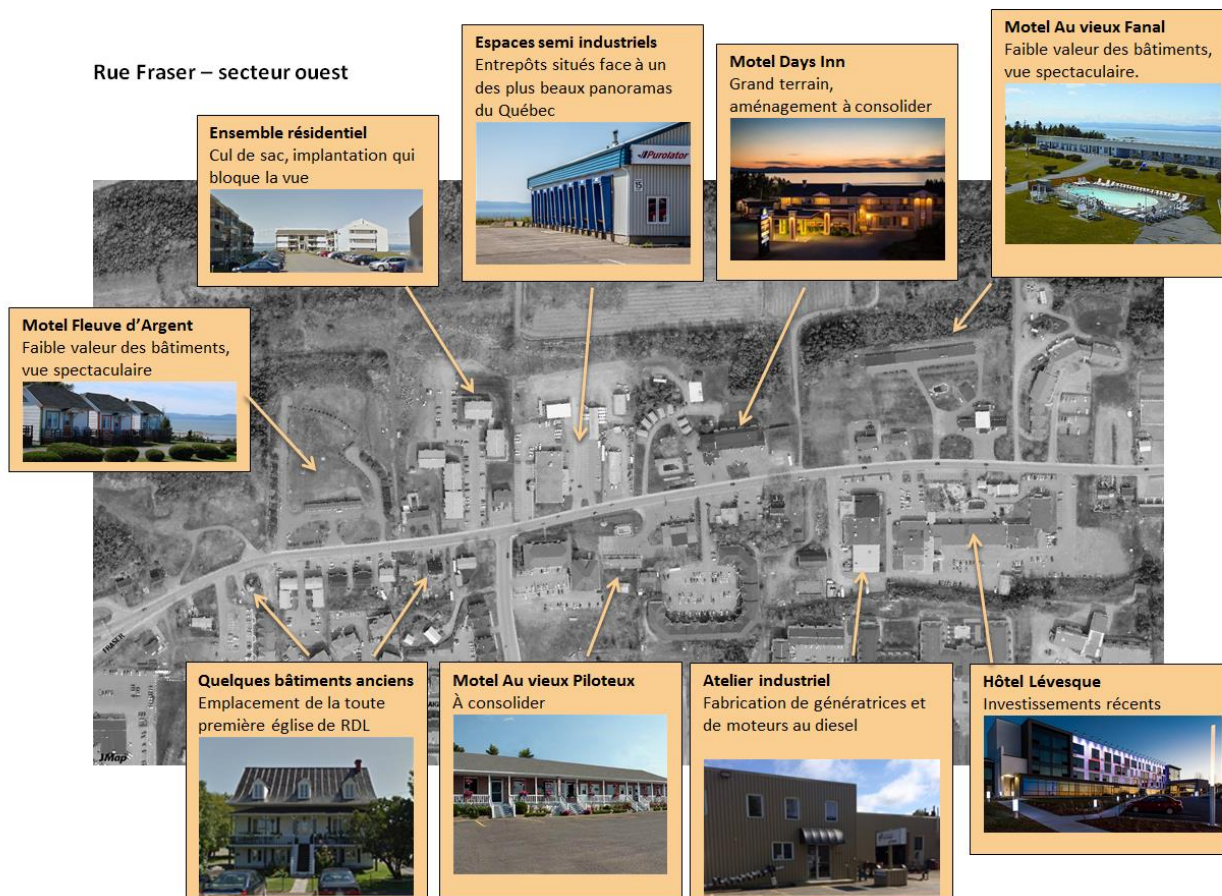 Rue Fraser – secteur ouest
Ensemble résidentiel
Cul de sac, implantation qui
bloque la vue
Espaces semi industriels
Entrepôts situés face à un
des plus beaux panoramas
du Québec
Purolator
15
Motel Days Inn
Grand terrain,
aménagement à consolider
Motel Au vieux Fanal
Faible valeur des bâtiments,
vue spectaculaire.
Motel Fleuve d’Argent
Faible valeur des bâtiments,
vue spectaculaire
FRASER
JMap
Quelques bâtiments anciens
Emplacement de la toute
première église de RDL
Motel Au vieux Piloteux
À consolider
Atelier industriel
Fabrication de génératrices et
de moteurs au diesel
Hôtel Lévesque
Investissements récents